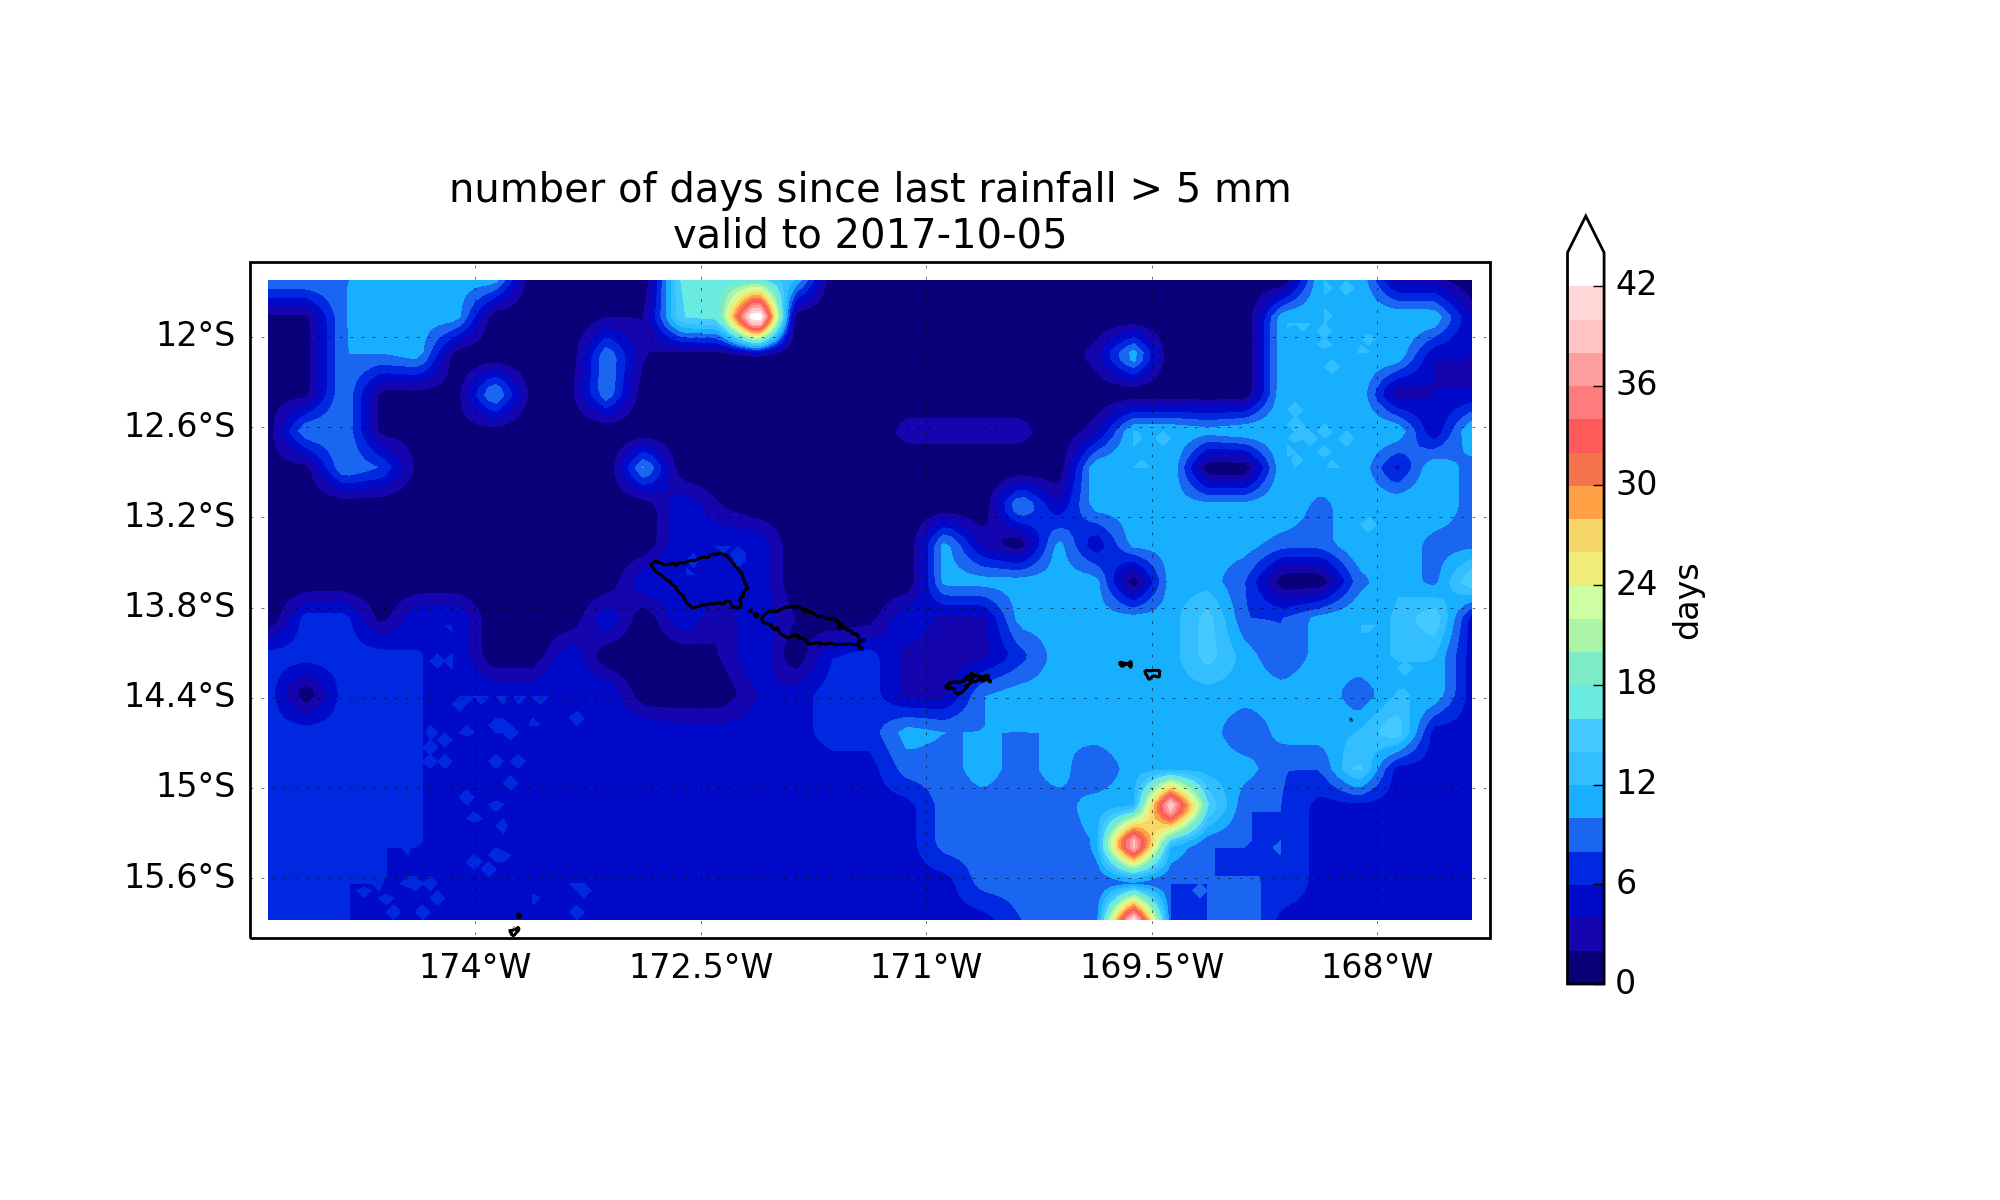 number of days since last rainfall > 5 mm
valid to 2017-10-05
12°S
12.6°S
13.2°S
13.8°S
14.4°S
15°S
15.6°S
174°W 172.5°W 171°W 169.5°W 168°W
42
36
30
24
18
12
6
0
days